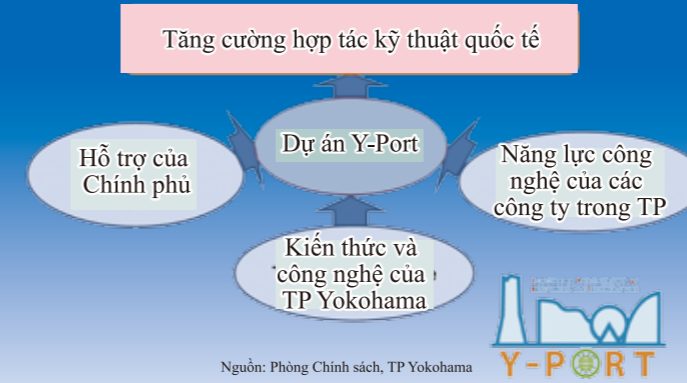 Tăng cường hợp tác kỹ thuật quốc tế
Dự án Y-Port
Hỗ trợ của
Chính phủ
Năng lực công
nghệ của các
công ty trong TP
Kiến thức và
công nghệ của
TP Yokohama
Nguồn: Phòng Chính sách, TP Yokohama
Y-PORT